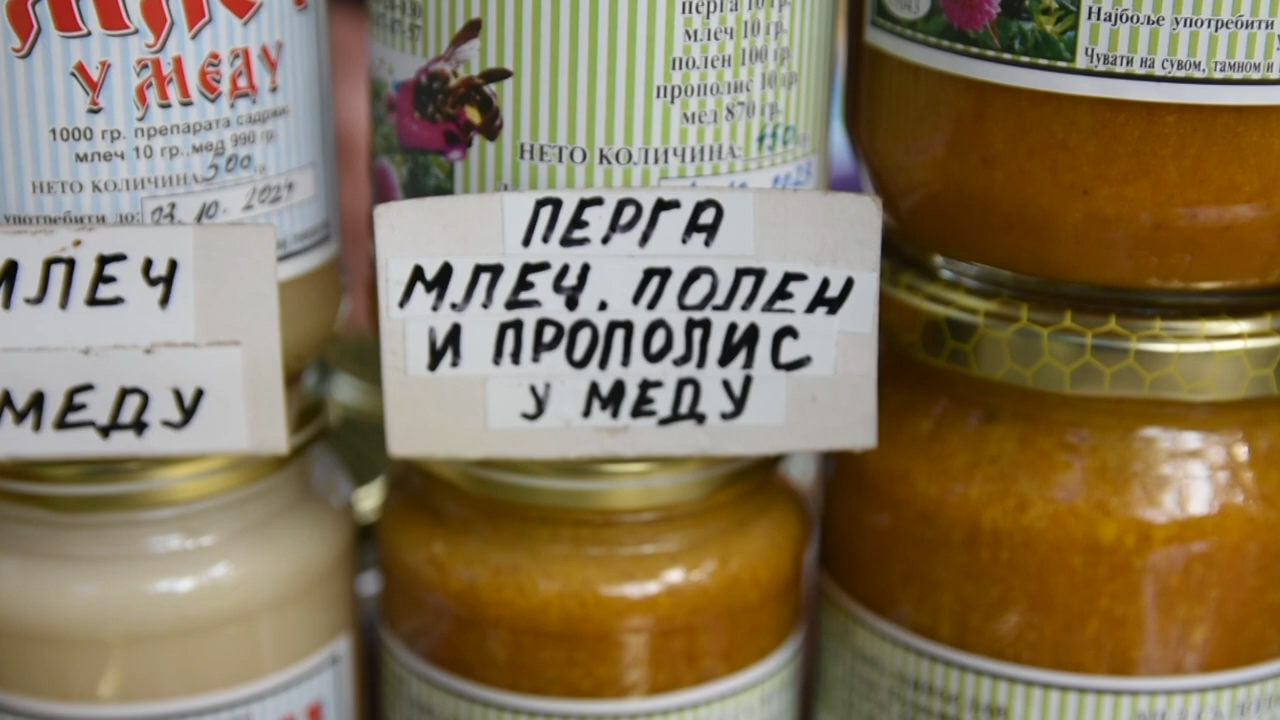 У МЕДУ
1000 гр. препарата садржи
млеч 10 гр., мед 990 гр.
НЕТО КОЛИЧИНА: 500
употребити до: 03. 10. 2024
МЛЕЧ
МЕДУ
перга 10 гр.
млеч 10 гр.
полен 100 гр.
прополис 10 гр.
мед 870 гр.
НЕТО КОЛИЧИНА: 450
ПЕРГА
МЛЕЧ. ПОЛЕН
И ПРОПОЛИС
У МЕДУ
Најбоље употребити
Чувати на сувом, тамном и